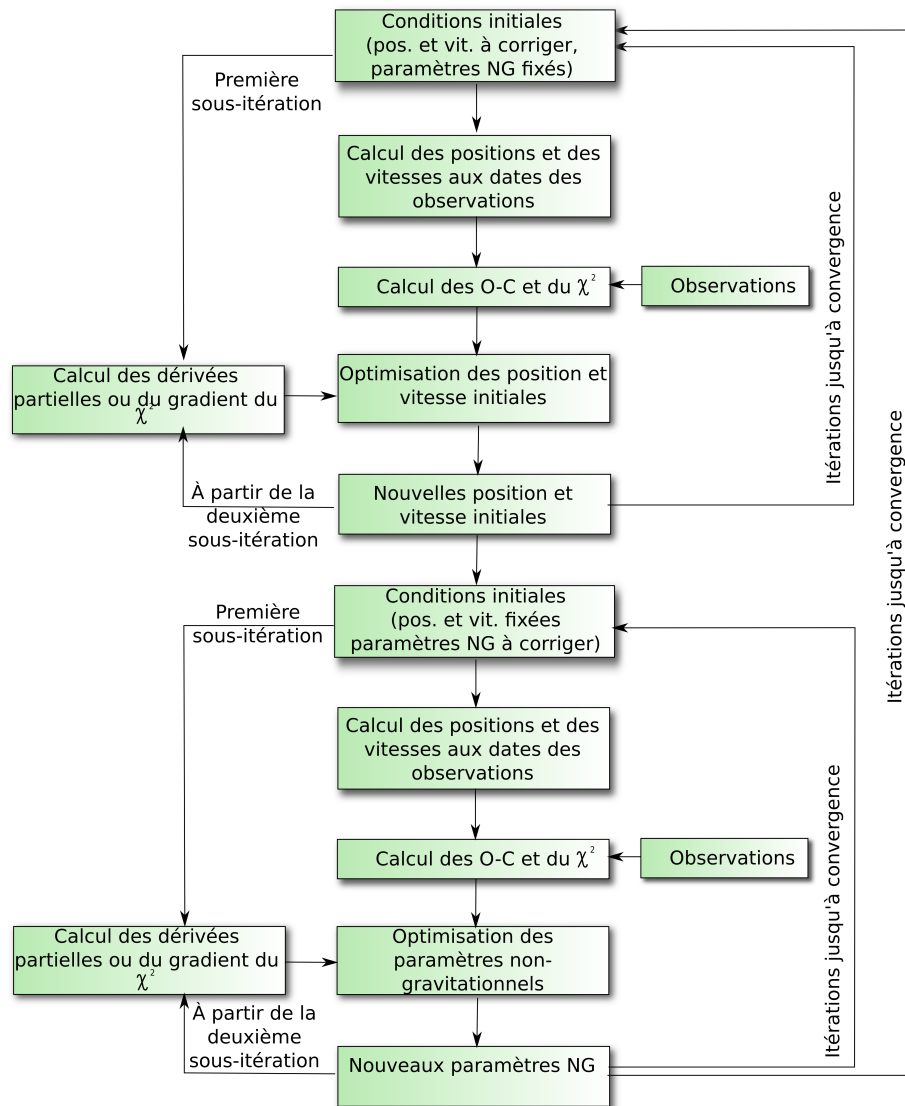 Conditions initiales
(pos. et vit. à corriger,
paramètres NG fixés)
Première
sous-itération
Calcul des positions et des
vitesses aux dates des
observations
Calcul des O-C et du χ²
Observations
Itérations jusqu'à convergence
Calcul des dérivées
partielles ou du gradient du
χ²
Optimisation des position et
vitesse initiales
À partir de la
deuxième
sous-itération
Nouvelles position et
vitesse initiales
Itérations jusqu'à convergence
Conditions initiales
(pos. et vit. fixées
paramètres NG à corriger)
Première
sous-itération
Calcul des positions et des
vitesses aux dates des
observations
Calcul des O-C et du χ²
Observations
Itérations jusqu'à convergence
Calcul des dérivées
partielles ou du gradient du
χ²
Optimisation des
paramètres non-
gravitationnels
À partir de la
deuxième
sous-itération
Nouveaux paramètres NG